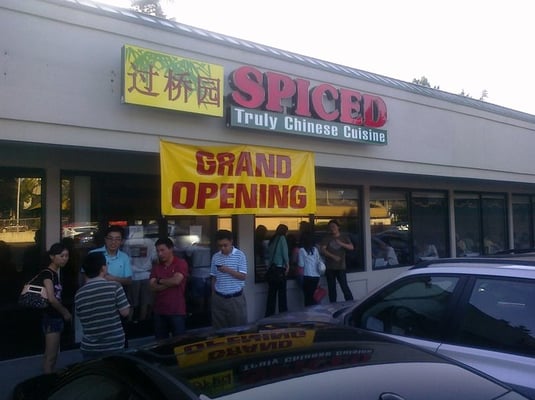 过桥园
SPICED
Truly Chinese Cuisine
GRAND
OPENING